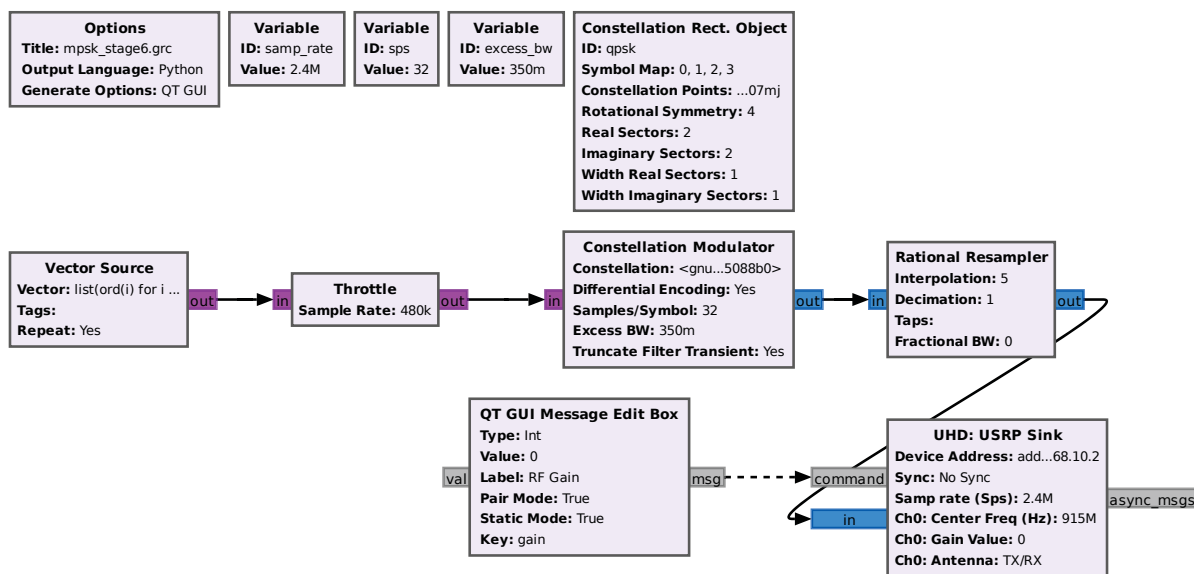 Options
Title: mpsk_stage6.grc
Output Language: Python
Generate Options: QT GUI
Variable
ID: samp_rate
Value: 2.4M
Variable
ID: sps
Value: 32
Variable
ID: excess_bw
Value: 350m
Constellation Rect. Object
ID: qpsk
Symbol Map: 0, 1, 2, 3
Constellation Points: ...07mj
Rotational Symmetry: 4
Real Sectors: 2
Imaginary Sectors: 2
Width Real Sectors: 1
Width Imaginary Sectors: 1
Vector Source
Vector: list(ord(i) for i ...
Tags:
Repeat: Yes
out
in
Throttle
Sample Rate: 480k
out
in
Constellation Modulator
Constellation: <gnu...5088b0>
Differential Encoding: Yes
Samples/Symbol: 32
Excess BW: 350m
Truncate Filter Transient: Yes
out
in
Rational Resampler
Interpolation: 5
Decimation: 1
Taps:
Fractional BW: 0
out
val
QT GUI Message Edit Box
Type: Int
Value: 0
Label: RF Gain
Pair Mode: True
Static Mode: True
Key: gain
msg
command
in
UHD: USRP Sink
Device Address: add...68.10.2
Sync: No Sync
Samp rate (Sps): 2.4M
Ch0: Center Freq (Hz): 915M
Ch0: Gain Value: 0
Ch0: Antenna: TX/RX
async_msgs